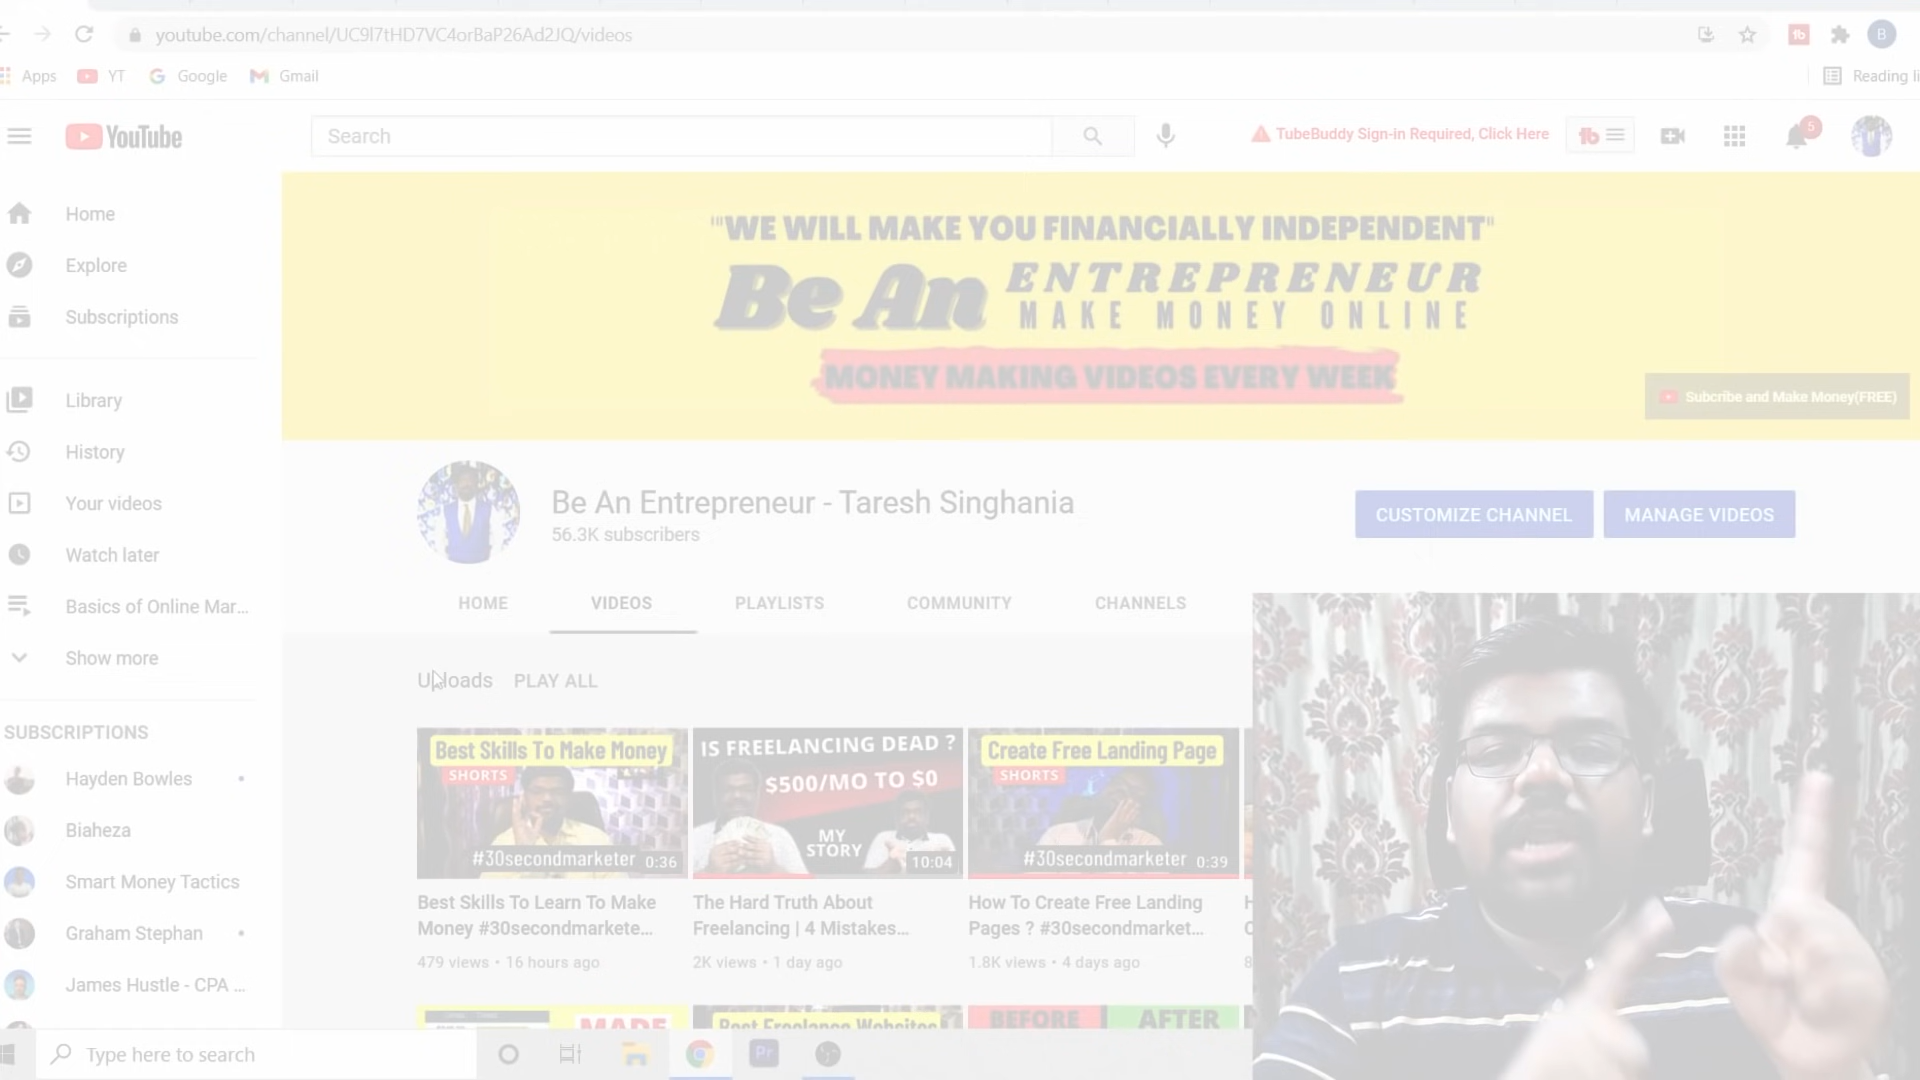 youtube.com/channel/UC9l7tHD7VC4orBaP26Ad2JQ/videos
B
Apps YT Google Gmail
Reading li
YouTube
Search
TubeBuddy Sign-in Required, Click Here
tb
5
Home
Explore
Subscriptions
Library
History
Your videos
Watch later
Basics of Online Mar...
Show more
SUBSCRIPTIONS
Hayden Bowles
Biaheza
Smart Money Tactics
Graham Stephan
James Hustle - CPA ...
"WE WILL MAKE YOU FINANCIALLY INDEPENDENT"
Be An ENTREPRENEUR
MAKE MONEY ONLINE
MONEY MAKING VIDEOS EVERY WEEK
Subcribe and Make Money(FREE)
Be An Entrepreneur - Taresh Singhania
56.3K subscribers
CUSTOMIZE CHANNEL MANAGE VIDEOS
HOME VIDEOS PLAYLISTS COMMUNITY CHANNELS
Uploads PLAY ALL
Best Skills To Make Money
SHORTS
#30secondmarketer 0:36
IS FREELANCING DEAD ?
$500/MO TO $0
MY
STORY
10:04
Create Free Landing Page
SHORTS
#30secondmarketer 0:39
Best Skills To Learn To Make
Money #30secondmarkete...
479 views • 16 hours ago
The Hard Truth About
Freelancing | 4 Mistakes...
2K views • 1 day ago
How To Create Free Landing
Pages ? #30secondmarket...
1.8K views • 4 days ago
MADE
Best Freelance Websites
BEFORE AFTER
Type here to search
Pr